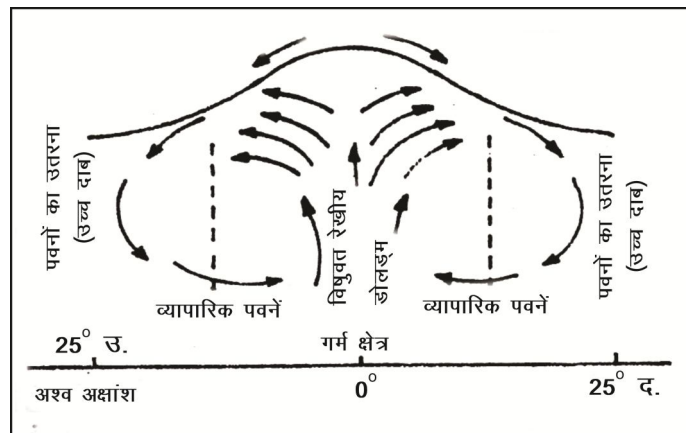 पवनों का उतरना
(उच्च दाब)
विषुवत रेखीय
डोलड्रम
पवनों का उतरना
(उच्च दाब)
व्यापारिक पवनें
व्यापारिक पवनें
25° उ.
गर्म क्षेत्र
अश्व अक्षांश
0°
25° द.